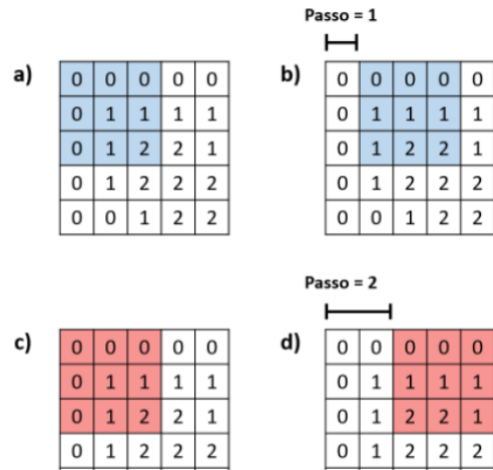 Passo = 1
a)
0 0 0 0 0
0 1 1 1 1
0 1 2 2 1
0 1 2 2 2
0 0 1 2 2
b)
0 0 0 0 0
0 1 1 1 1
0 1 2 2 1
0 1 2 2 2
0 0 1 2 2
Passo = 2
c)
0 0 0 0 0
0 1 1 1 1
0 1 2 2 1
0 1 2 2 2
d)
0 0 0 0 0
0 1 1 1 1
0 1 2 2 1
0 1 2 2 2